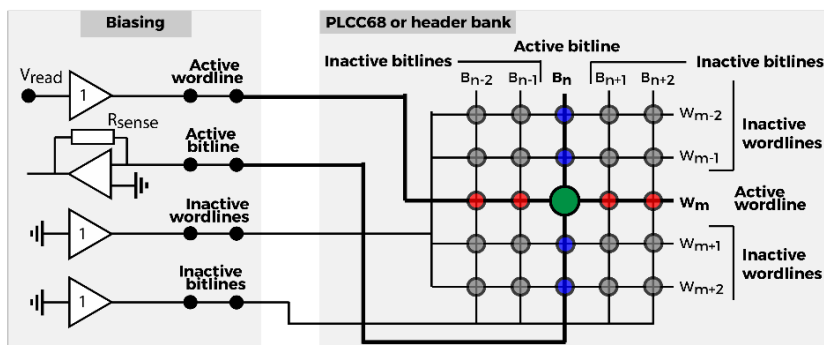 Biasing
PLCC68 or header bank
Active bitline
Inactive bitlines
Inactive bitlines
Bn-2
Bn-1
Bn
Bn+1
Bn+2
Vread
1
Active
wordline
Rsense
Active
bitline
Inactive
wordlines
1
Inactive
bitlines
1
Wm-2
Wm-1
Inactive
wordlines
Wm
Active
wordline
Wm+1
Wm+2
Inactive
wordlines